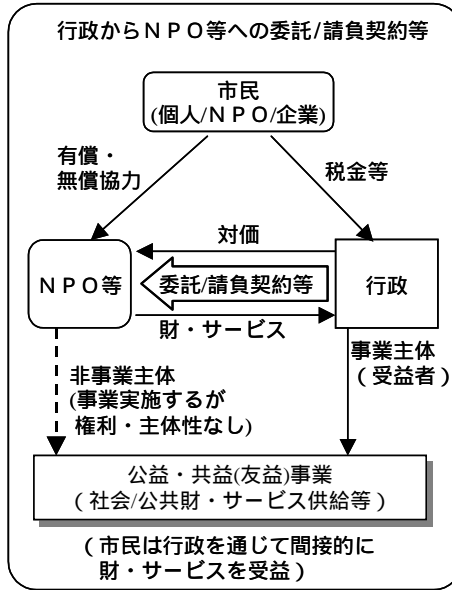 行政からＮＰＯ等への委託/請負契約等
市民
(個人/ＮＰＯ/企業)
有償・
無償協力
税金等
対価
ＮＰＯ等
委託/請負契約等
行政
財・サービス
事業主体
（受益者）
非事業主体
(事業実施するが
権利・主体性なし)
公益・共益(友益)事業
（社会/公共財・サービス供給等）
（市民は行政を通じて間接的に
財・サービスを受益）